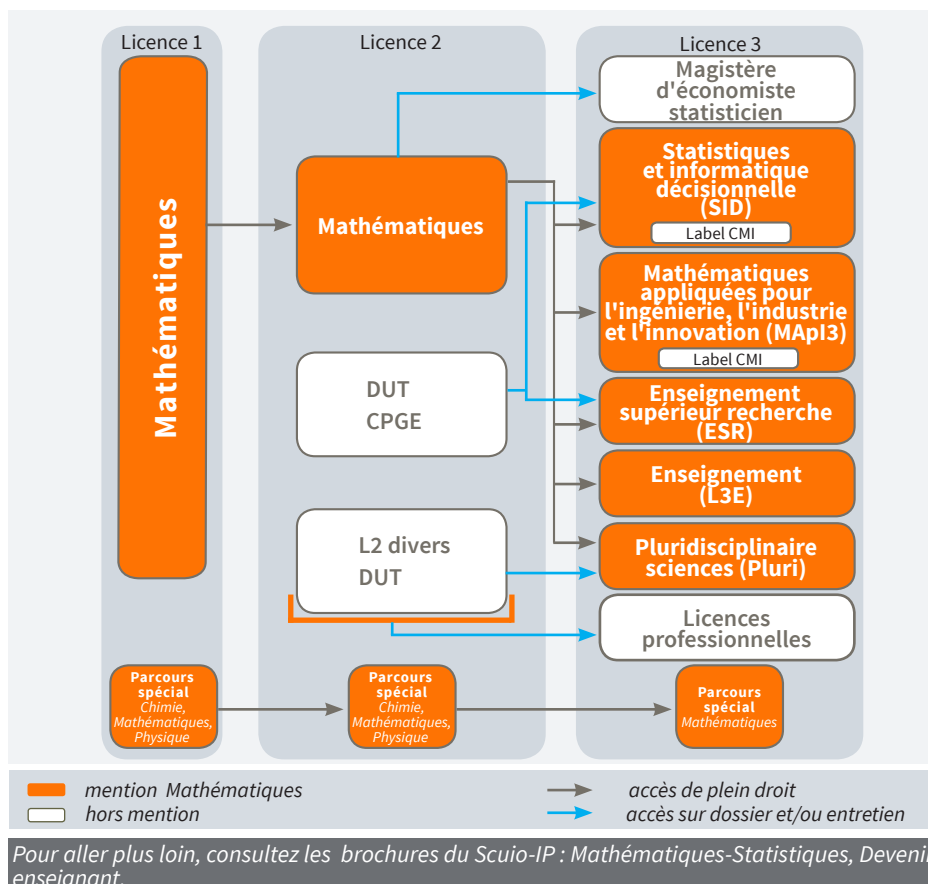 Licence 1
Licence 2
Licence 3
Mathématiques
Mathématiques
DUT
CPGE
L2 divers
DUT
Magistère
d'économiste
statisticien
Statistiques
et informatique
décisionnelle
(SID)
Label CMI
Mathématiques
appliquées pour
l'ingénierie, l'industrie
et l'innovation (MApI3)
Label CMI
Enseignement
supérieur recherche
(ESR)
Enseignement
(L3E)
Pluridisciplinaire
sciences (Pluri)
Licences
professionnelles
Parcours
spécial
Chimie,
Mathématiques,
Physique
Parcours
spécial
Chimie,
Mathématiques,
Physique
Parcours
spécial
Mathématiques
mention Mathématiques
hors mention
accès de plein droit
accès sur dossier et/ou entretien
Pour aller plus loin, consultez les brochures du Scuio-IP : Mathématiques-Statistiques, Devenir
enseignant.